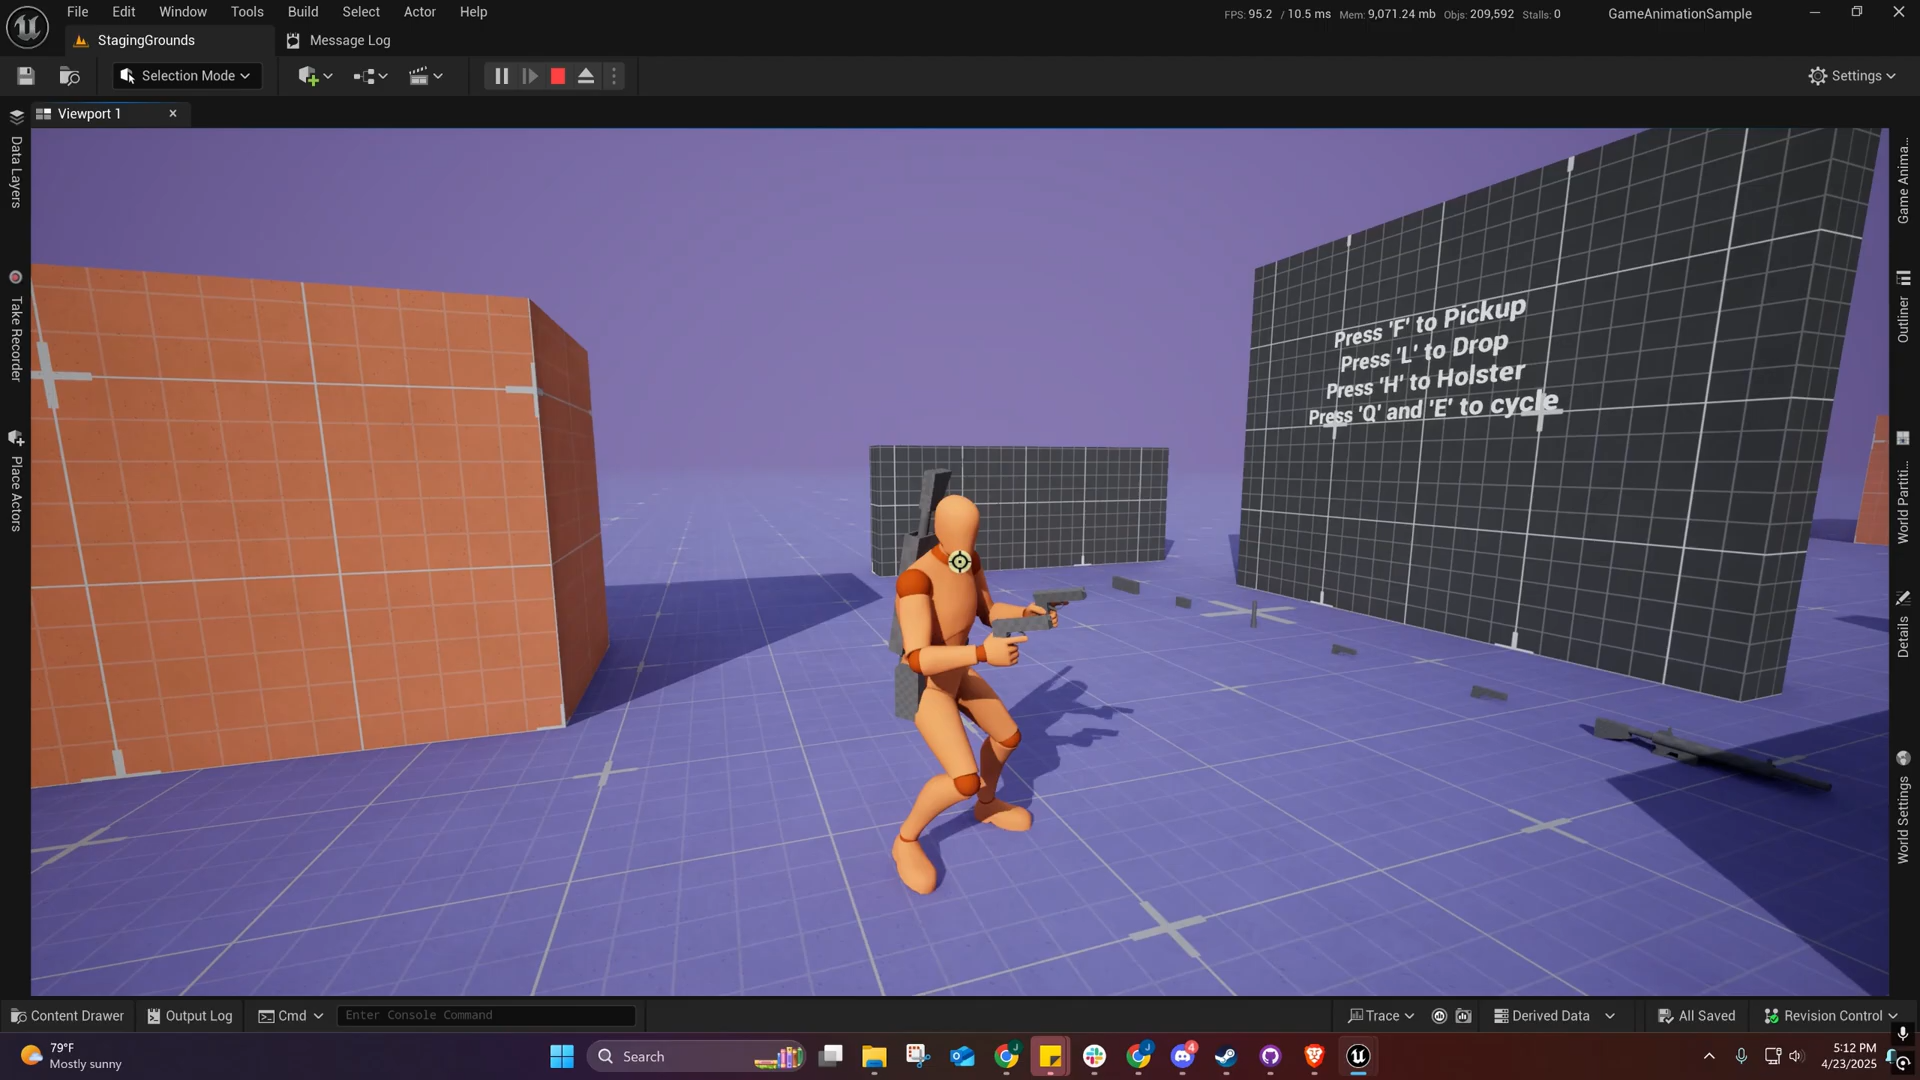 File Edit Window Tools Build Select Actor Help
FPS: 95.2 / 10.5 ms Mem: 9,071.24 mb Objs: 209,592 Stalls: 0
GameAnimationSample
StagingGrounds
Message Log
Selection Mode
Settings
Viewport 1
Data Layers
Take Recorder
Place Actors
Press 'F' to Pickup
Press 'L' to Drop
Press 'H' to Holster
Press 'Q' and 'E' to cycle
Game Anima...
Outliner
World Partiti...
Details
World Settings
Content Drawer
Output Log
Cmd
Enter Console Command
Trace
Derived Data
All Saved
Revision Control
79°F
Mostly sunny
Search
4
5:12 PM
4/23/2025